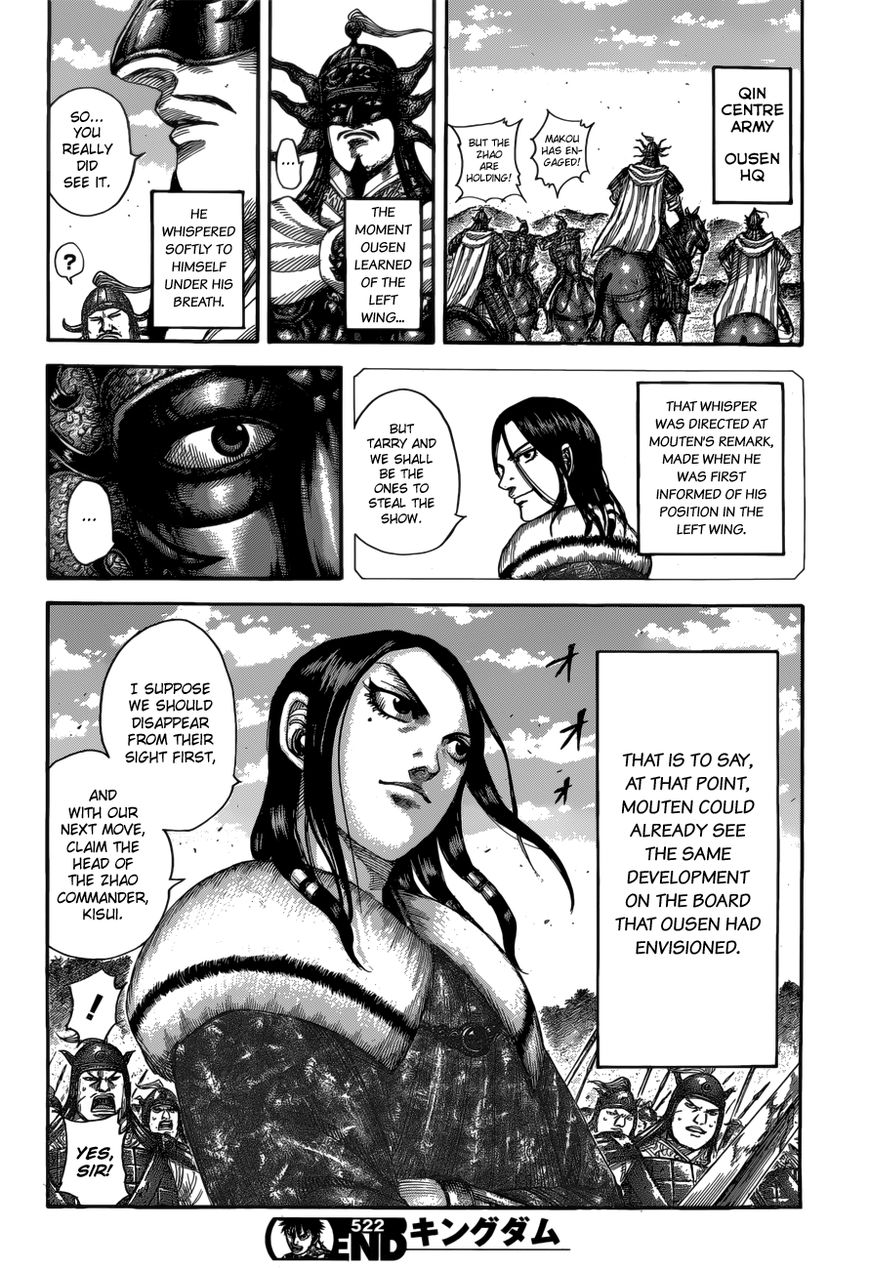 QIN
CENTRE
ARMY
OUSEN
HQ
MAKOU
HAS EN-
GAGED!
BUT THE
ZHAO
ARE
HOLDING!
...
THE
MOMENT
OUSEN
LEARNED
OF THE
LEFT
WING...
SO...
YOU
REALLY
DID
SEE IT.
HE
WHISPERED
SOFTLY TO
HIMSELF
UNDER HIS
BREATH.
?
THAT WHISPER
WAS DIRECTED AT
MOUTEN'S REMARK,
MADE WHEN HE
WAS FIRST
INFORMED OF HIS
POSITION IN THE
LEFT WING.
BUT
TARRY AND
WE SHALL
BE THE
ONES TO
STEAL THE
SHOW.
...
オ
オ
オ
THAT IS TO SAY,
AT THAT POINT,
MOUTEN COULD
ALREADY SEE
THE SAME
DEVELOPMENT
ON THE BOARD
THAT OUSEN HAD
ENVISIONED.
I SUPPOSE
WE SHOULD
DISAPPEAR
FROM THEIR
SIGHT FIRST,
AND
WITH OUR
NEXT MOVE,
CLAIM THE
HEAD OF
THE ZHAO
COMMANDER,
KISUI.
!
YES,
SIR!
522
END キングダム